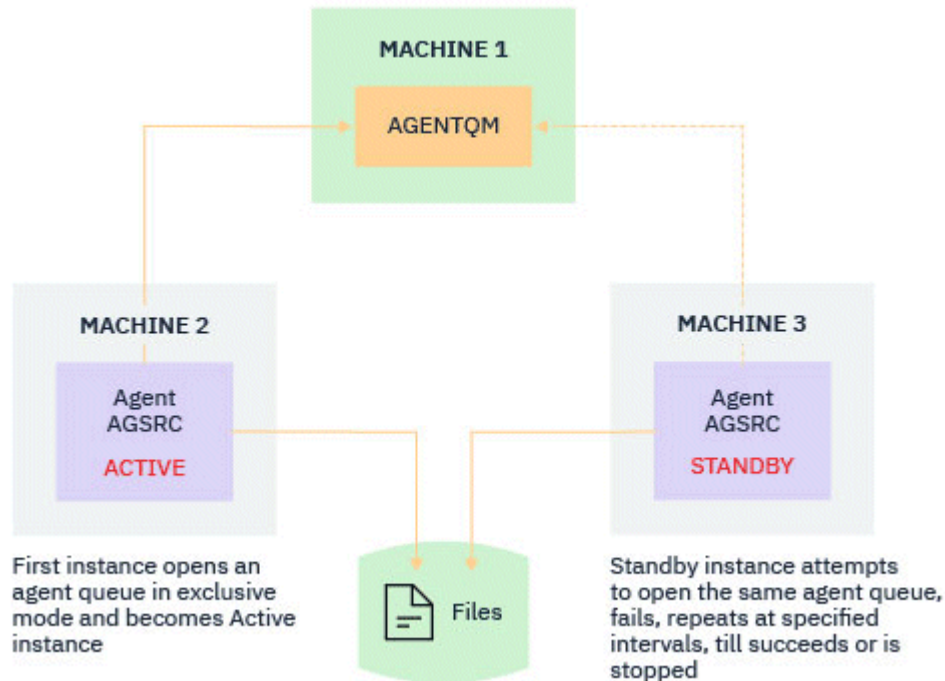 MACHINE 1
AGENTQM
MACHINE 2
Agent
AGSRC
ACTIVE
MACHINE 3
Agent
AGSRC
STANDBY
First instance opens an
agent queue in exclusive
mode and becomes Active
instance
Files
Standby instance attempts
to open the same agent queue,
fails, repeats at specified
intervals, till succeeds or is
stopped